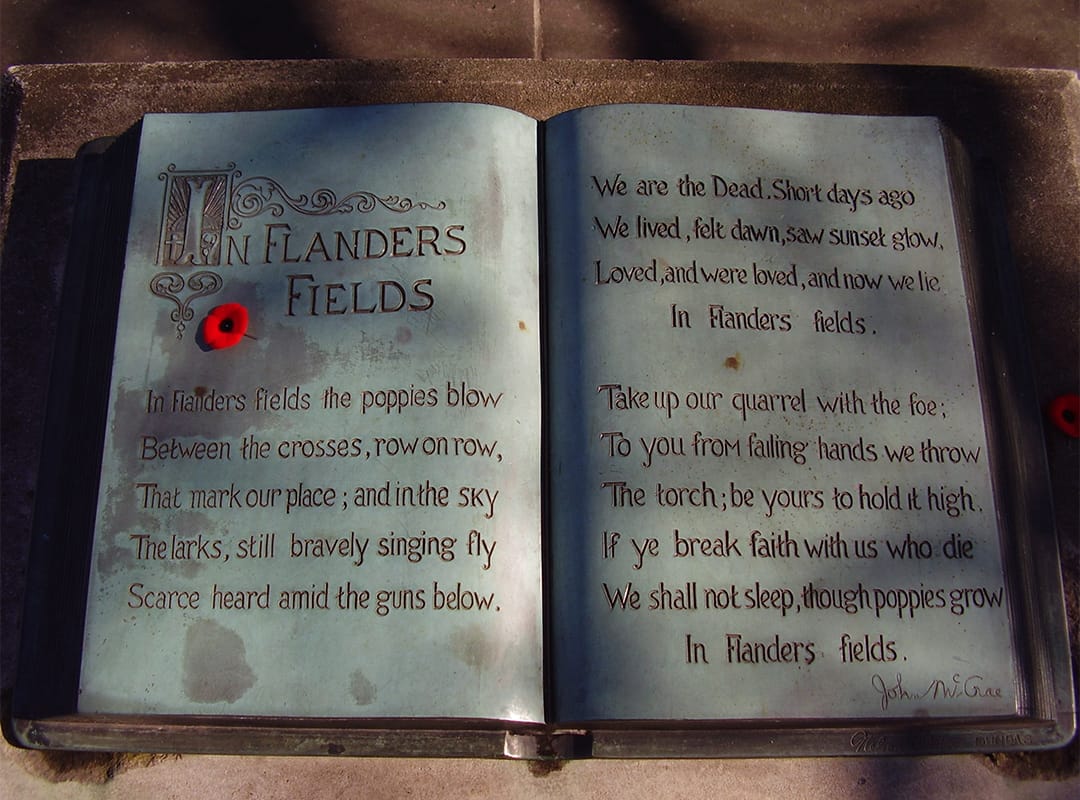 IN FLANDERS
FIELDS
In Flanders fields the poppies blow
Between the crosses, row on row,
That mark our place; and in the sky
The larks, still bravely singing fly
Scarce heard amid the guns below.
We are the Dead. Short days ago
We lived, felt dawn, saw sunset glow,
Loved, and were loved, and now we lie
In Flanders fields.
Take up our quarrel with the foe;
To you from failing hands we throw
The torch; be yours to hold it high.
If ye break faith with us who die
We shall not sleep, though poppies grow
In Flanders fields.
John McCrae